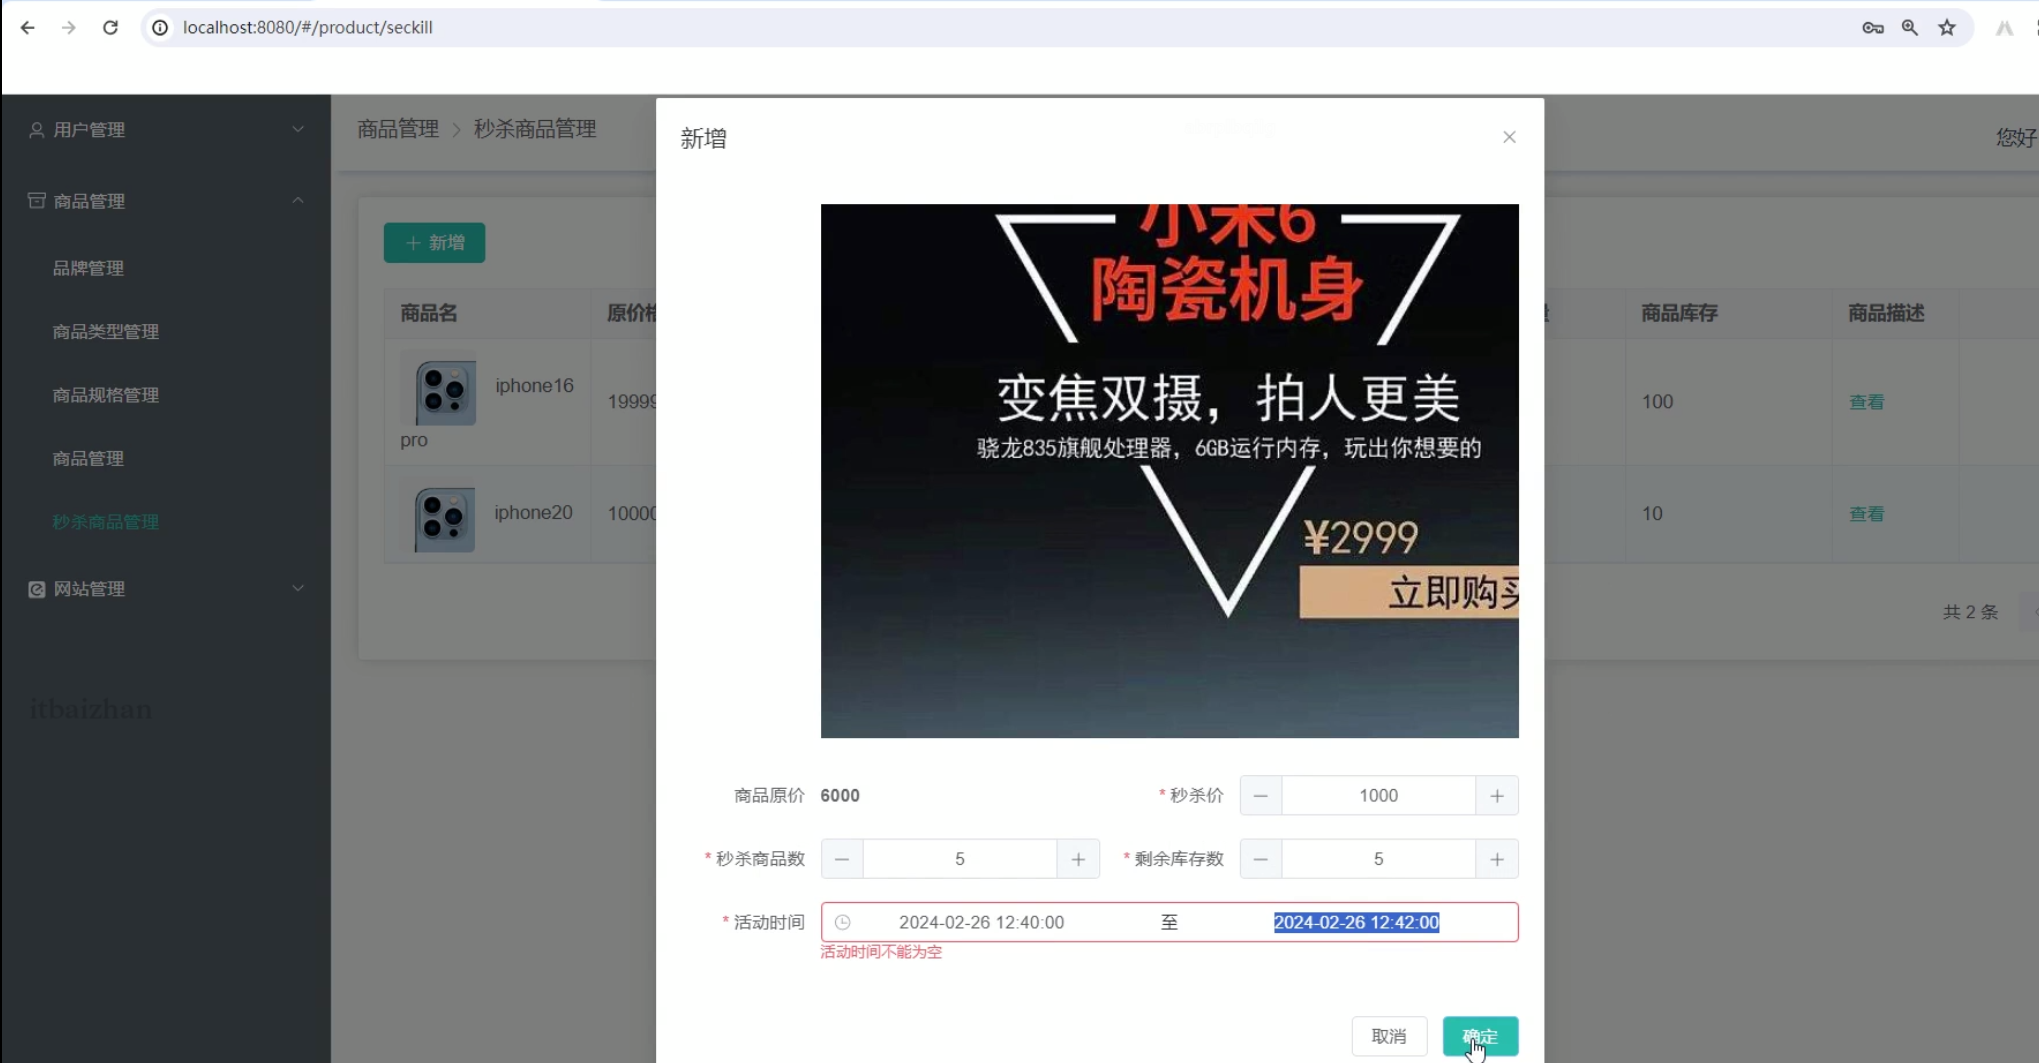 localhost:8080/#/product/seckill
用户管理
商品管理
品牌管理
商品类型管理
商品规格管理
商品管理
秒杀商品管理
网站管理
itbaizhan
商品管理 > 秒杀商品管理
您好
+ 新增
商品名 原价格
商品库存 商品描述
iphone16 pro 19999
100 查看
iphone20 10000
10 查看
共 2 条
新增
小米6
陶瓷机身
变焦双摄，拍人更美
骁龙835旗舰处理器，6GB运行内存，玩出你想要的
¥2999
立即购买
商品原价 6000 * 秒杀价 1000
* 秒杀商品数 5 * 剩余库存数 5
* 活动时间 2024-02-26 12:40:00 至 2024-02-26 12:42:00
活动时间不能为空
取消 确定